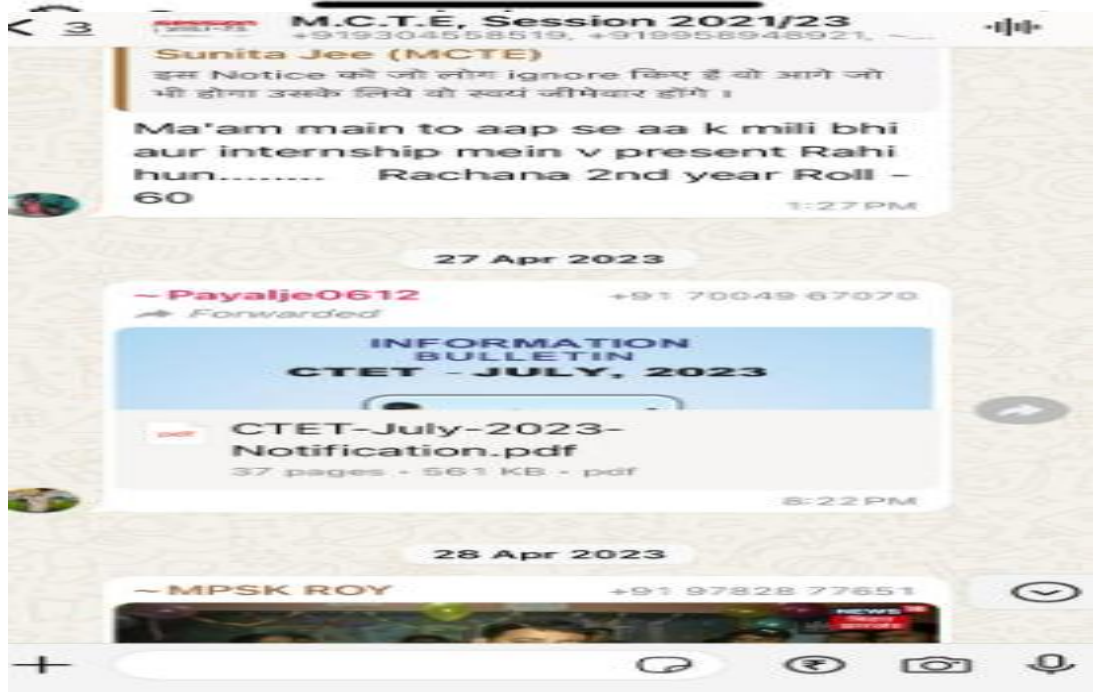 3
M.C.T.E, Session 2021/23
+919304558519, +919958948921, ~...
Sunita Jee (MCTE)
इस Notice को जो लोग ignore किए हैं वो आगे जो
भी होगा उसके लिये वो स्वयं जीमेवार होंगे ।
Ma'am main to aap se aa k mili bhi
aur internship mein v present Rahi
hun........ Rachana 2nd year Roll -
60
1:27 PM
27 Apr 2023
~Payalje0612 +91 70049 67070
Forwarded
INFORMATION
BULLETIN
CTET - JULY, 2023
pdf
CTET-July-2023-
Notification.pdf
37 pages • 561 KB • pdf
8:22 PM
28 Apr 2023
~MPSK ROY +91 97828 77651
NEWS 18